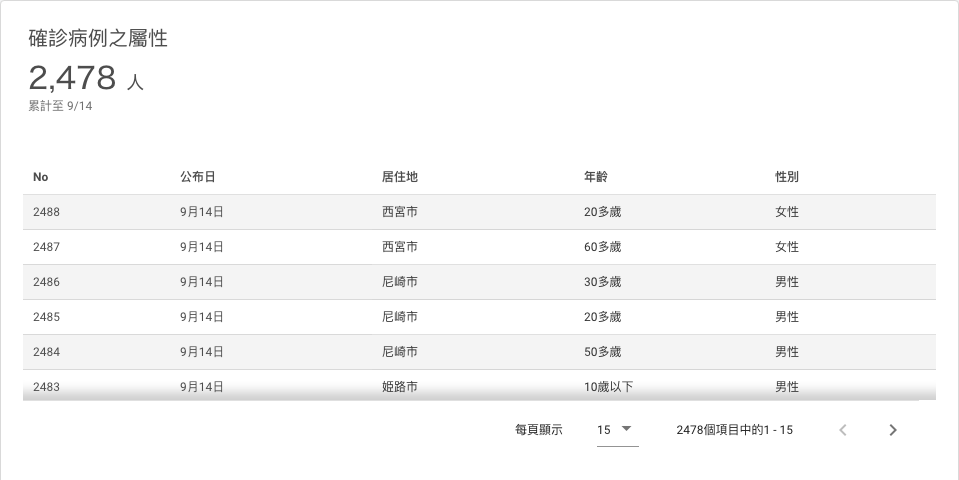 確診病例之屬性
2,478 人
累計至 9/14
No 公布日 居住地 年齡 性別
2488 9月14日 西宮市 20多歲 女性
2487 9月14日 西宮市 60多歲 女性
2486 9月14日 尼崎市 30多歲 男性
2485 9月14日 尼崎市 20多歲 男性
2484 9月14日 尼崎市 50多歲 男性
2483 9月14日 姫路市 10歲以下 男性
每頁顯示 15 2478個項目中的1 - 15